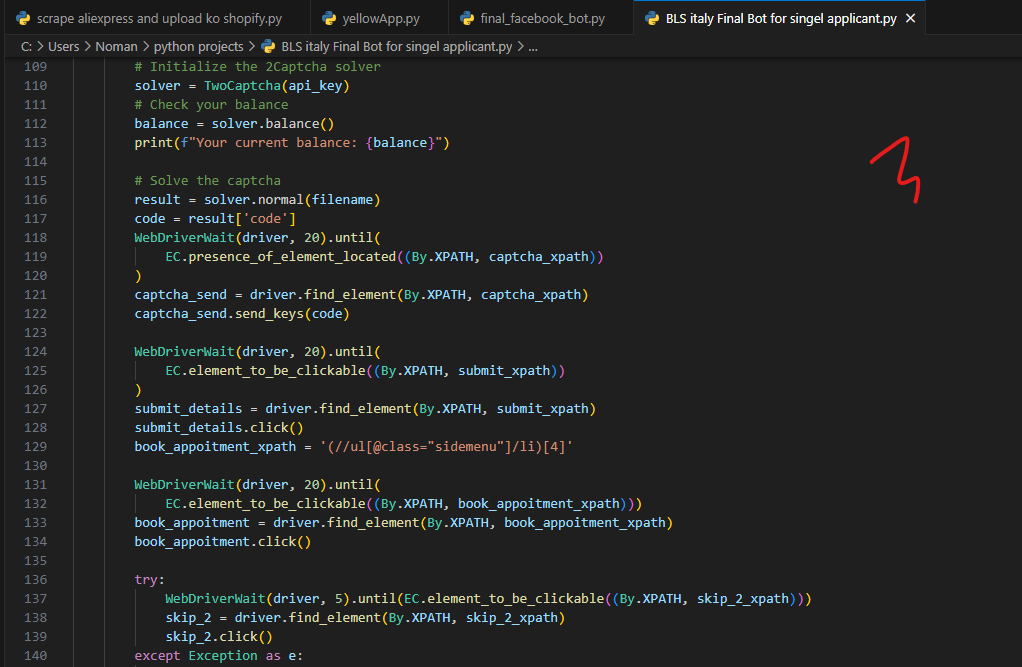 scrape aliexpress and upload ko shopify.py yellowApp.py final_facebook_bot.py BLS italy Final Bot for singel applicant.py ×
C: > Users > Noman > python projects > BLS italy Final Bot for singel applicant.py > ...
109 # Initialize the 2Captcha solver
110 solver = TwoCaptcha(api_key)
111 # Check your balance
112 balance = solver.balance()
113 print(f"Your current balance: {balance}")
114
115 # Solve the captcha
116 result = solver.normal(filename)
117 code = result['code']
118 WebDriverWait(driver, 20).until(
119 EC.presence_of_element_located((By.XPATH, captcha_xpath))
120 )
121 captcha_send = driver.find_element(By.XPATH, captcha_xpath)
122 captcha_send.send_keys(code)
123
124 WebDriverWait(driver, 20).until(
125 EC.element_to_be_clickable((By.XPATH, submit_xpath))
126 )
127 submit_details = driver.find_element(By.XPATH, submit_xpath)
128 submit_details.click()
129 book_appoitment_xpath = '(//ul[@class="sidemenu"]/li)[4]'
130
131 WebDriverWait(driver, 20).until(
132 EC.element_to_be_clickable((By.XPATH, book_appoitment_xpath)))
133 book_appoitment = driver.find_element(By.XPATH, book_appoitment_xpath)
134 book_appoitment.click()
135
136 try:
137 WebDriverWait(driver, 5).until(EC.element_to_be_clickable((By.XPATH, skip_2_xpath)))
138 skip_2 = driver.find_element(By.XPATH, skip_2_xpath)
139 skip_2.click()
140 except Exception as e: